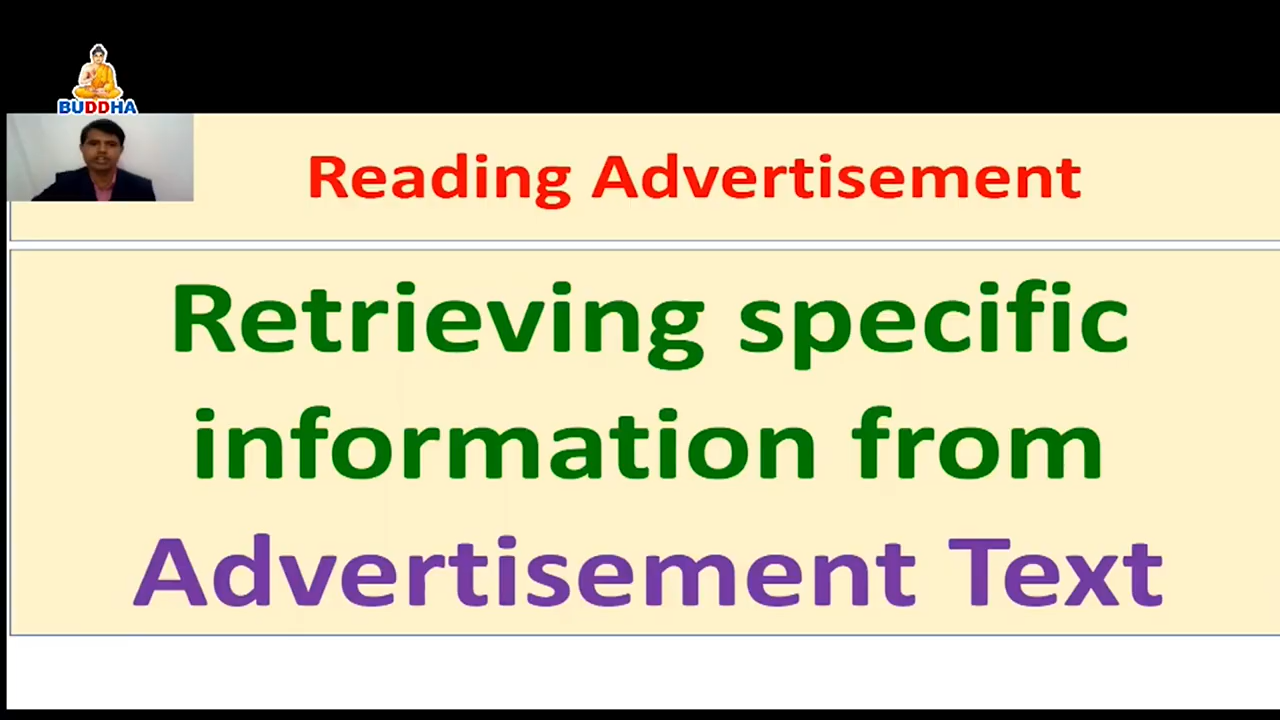 BUDDHA
Reading Advertisement
Retrieving specific
information from
Advertisement Text